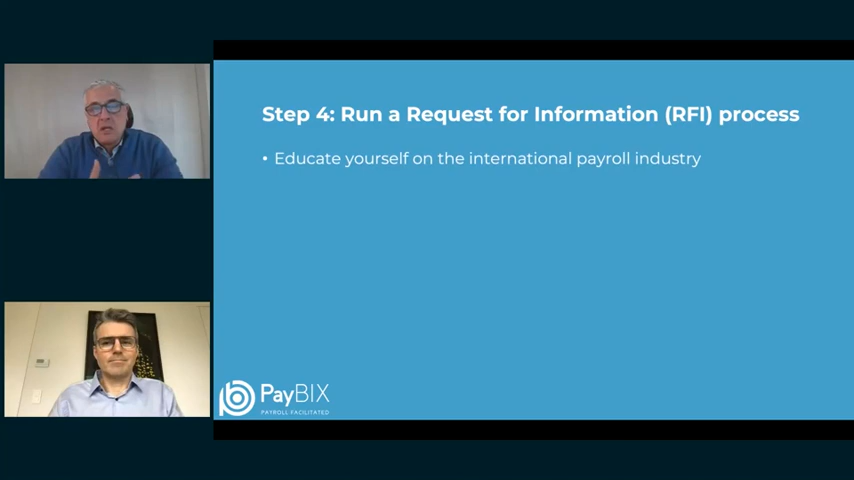 Step 4: Run a Request for Information (RFI) process
• Educate yourself on the international payroll industry
PayBIX
PAYROLL FACILITATED